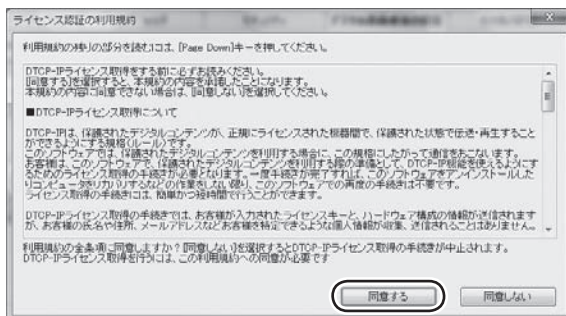 ライセンス認証の利用規約
利用規約の残りの部分を読むには、[Page Down]キーを押してください。
DTCP-IPライセンス取得をする前に必ずお読みください。
[同意する]を選択すると、本規約の内容を承諾したことになります。
本規約の内容に同意できない場合は、[同意しない]を選択してください。
■DTCP-IPライセンス取得について
DTCP-IPは、保護されたデジタルコンテンツが、正規にライセンスされた機器間で、保護された状態で伝送・再生すること
ができるようにする規格(ルール)です。
このソフトウェアでは、保護されたデジタルコンテンツを利用する場合に、この規格にしたがって通信をおこないます。
お客様は、このソフトウェアで、保護されたデジタルコンテンツを利用する際の準備として、DTCP-IP機能を使えるようにす
るためのライセンス取得の手続きが必要となります。一度手続きが完了すれば、このソフトウェアをアンインストールした
りコンピュータをリカバリするなどの作業をしない限り、このソフトウェアでの再度の手続きは不要です。
ライセンス取得の手続きは、簡単かつ短時間で行うことができます。
DTCP-IPライセンス取得の手続きでは、お客様が入力されたライセンスキーと、ハードウェア構成の情報が送信されます
が、お客様の氏名や住所、メールアドレスなどお客様を特定できるような個人情報が収集、送信されることはありません。
利用規約の全条項に同意しますか？[同意しない]を選択するとDTCP-IPライセンス取得の手続きが中止されます。
DTCP-IPライセンス取得を行うには、この利用規約への同意が必要です
同意する
同意しない